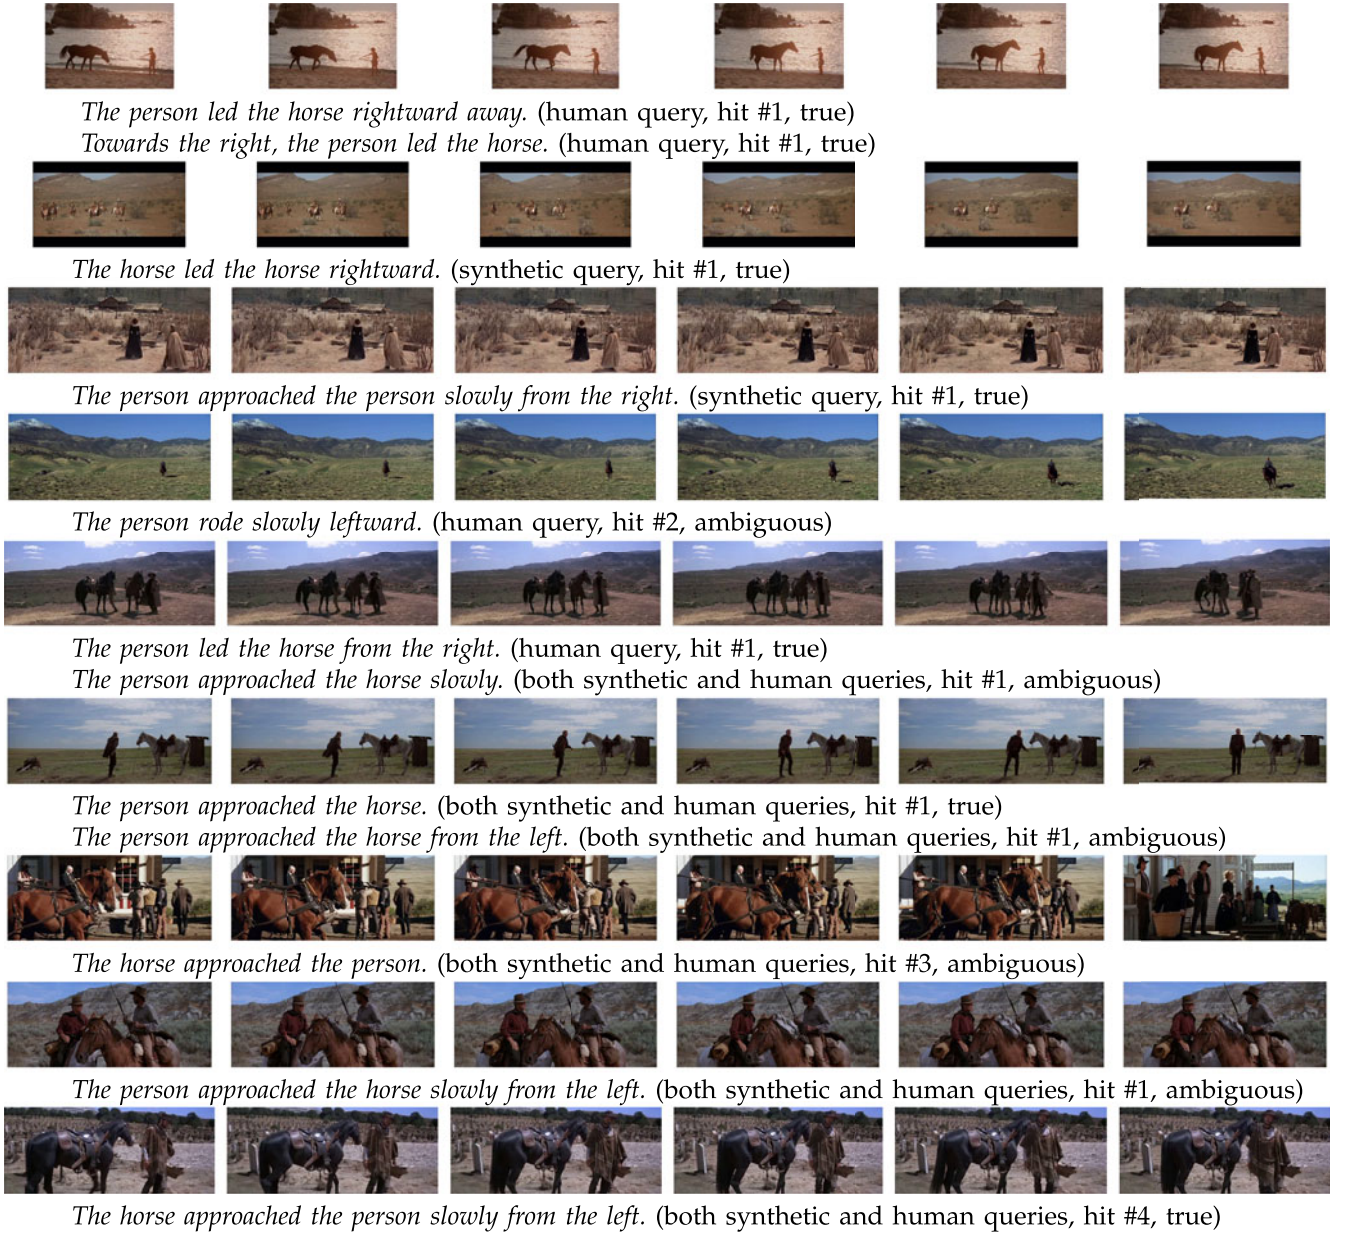 The person led the horse rightward away. (human query, hit #1, true)
Towards the right, the person led the horse. (human query, hit #1, true)
The horse led the horse rightward. (synthetic query, hit #1, true)
The person approached the person slowly from the right. (synthetic query, hit #1, true)
The person rode slowly leftward. (human query, hit #2, ambiguous)
The person led the horse from the right. (human query, hit #1, true)
The person approached the horse slowly. (both synthetic and human queries, hit #1, ambiguous)
The person approached the horse. (both synthetic and human queries, hit #1, true)
The person approached the horse from the left. (both synthetic and human queries, hit #1, ambiguous)
The horse approached the person. (both synthetic and human queries, hit #3, ambiguous)
The person approached the horse slowly from the left. (both synthetic and human queries, hit #1, ambiguous)
The horse approached the person slowly from the left. (both synthetic and human queries, hit #4, true)